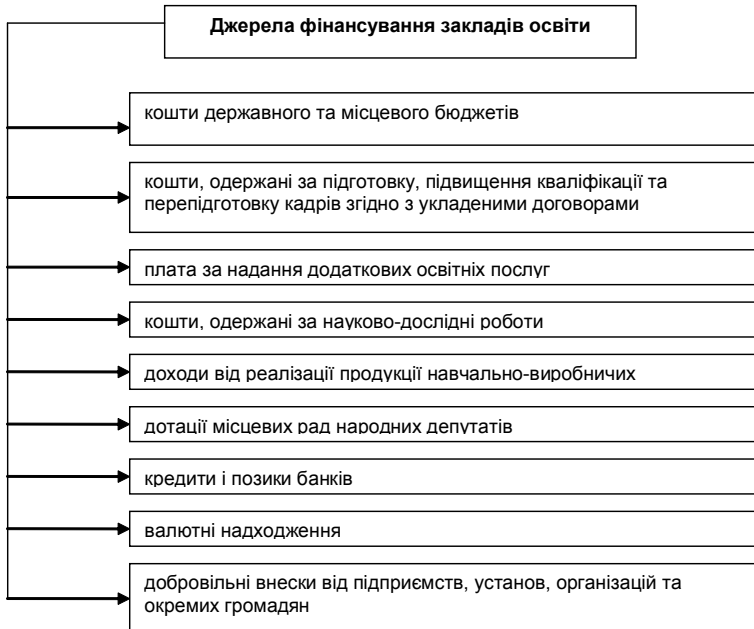 Джерела фінансування закладів освіти
кошти державного та місцевого бюджетів
кошти, одержані за підготовку, підвищення кваліфікації та
перепідготовку кадрів згідно з укладеними договорами
плата за надання додаткових освітніх послуг
кошти, одержані за науково-дослідні роботи
доходи від реалізації продукції навчально-виробничих
дотації місцевих рад народних депутатів
кредити і позики банків
валютні надходження
добровільні внески від підприємств, установ, організацій та
окремих громадян